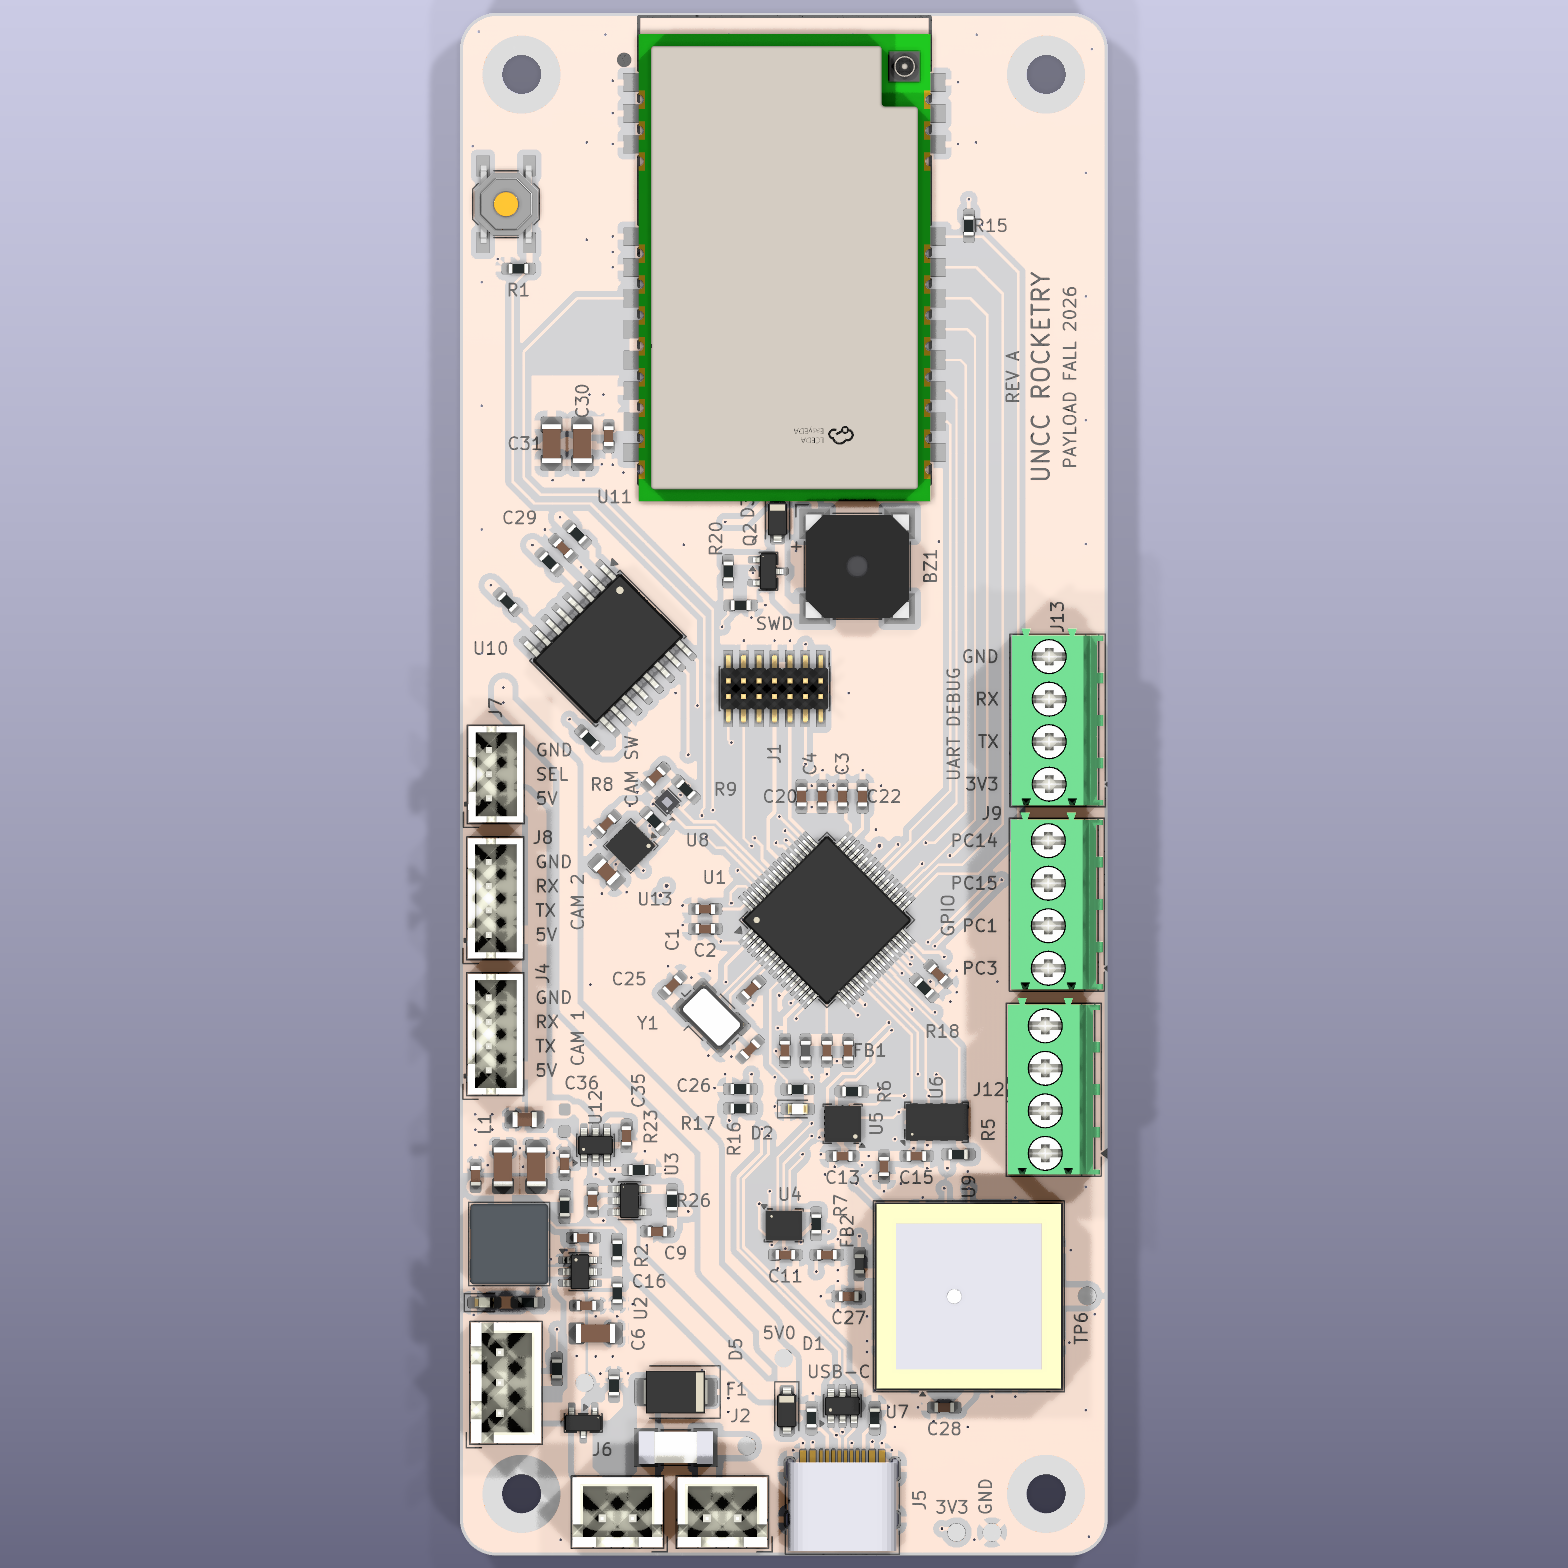 R15
R1
UNCC ROCKETRY
PAYLOAD FALL 2026
REV A
C30
C31
U11
C29
D3
Q2
R20
+
BZ1
SWD
U10
J13
GND
RX
TX
3V3
UART DEBUG
J7
GND
SEL
5V
CAM SW
R8
R9
J1
C4
C3
C20
C22
J9
PC14
PC15
PC1
PC3
GPIO
J8
GND
RX
TX
5V
CAM 2
U8
U1
U13
C1
C2
J4
GND
RX
TX
5V
CAM 1
C25
Y1
R18
FB1
C36
C26
C35
U12
R23
R17
R16
D2
R6
U6
U5
J12
R5
L1
U3
C13
C15
U9
R26
U4
R7
FB2
C9
R2
C11
C16
U2
C27
C6
TP6
5V0
D1
D5
USB-C
F1
J2
U7
C28
J6
J5
3V3
GND